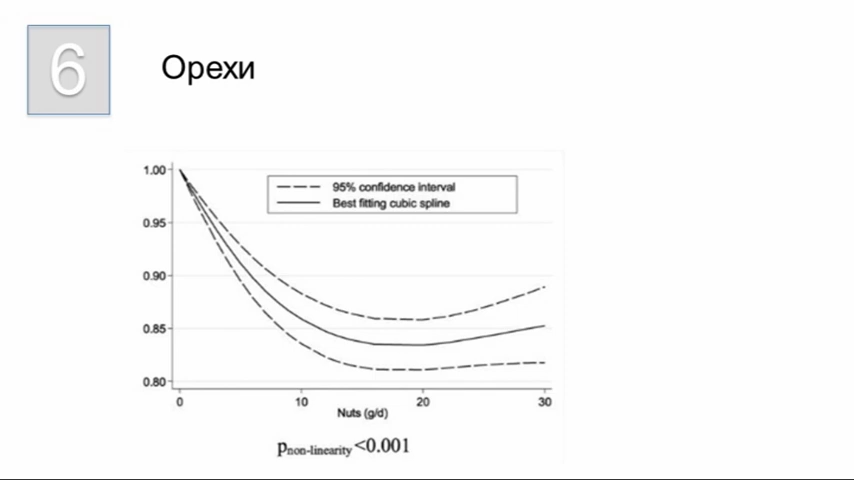 6
Орехи
1.00
95% confidence interval
Best fitting cubic spline
0.95
0.90
0.85
0.80
0 10 20 30
Nuts (g/d)
pnon-linearity<0.001